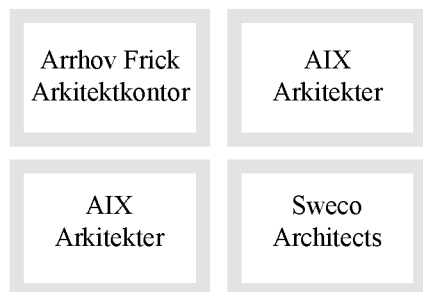 Arrhov Frick
Arkitektkontor
AIX
Arkitekter
AIX
Arkitekter
Sweco
Architects